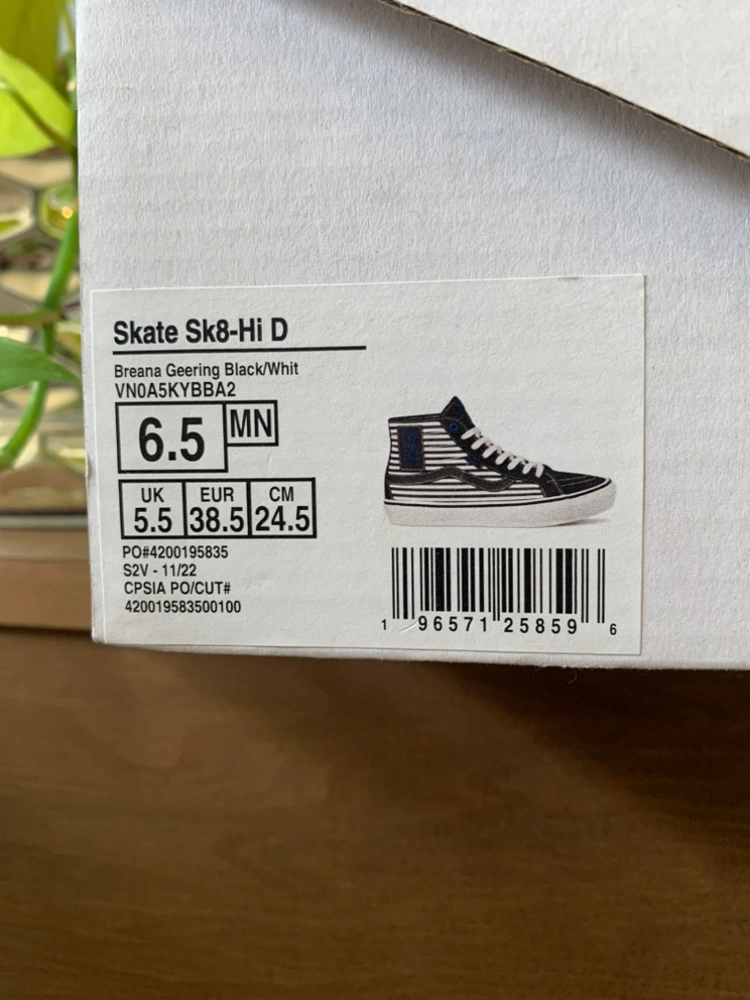 Skate Sk8-Hi D
Breana Geering Black/Whit
VN0A5KYBBA2
6.5 MN
UK EUR CM
5.5 38.5 24.5
PO#4200195835
S2V - 11/22
CPSIA PO/CUT#
420019583500100
1 96571 25859 6